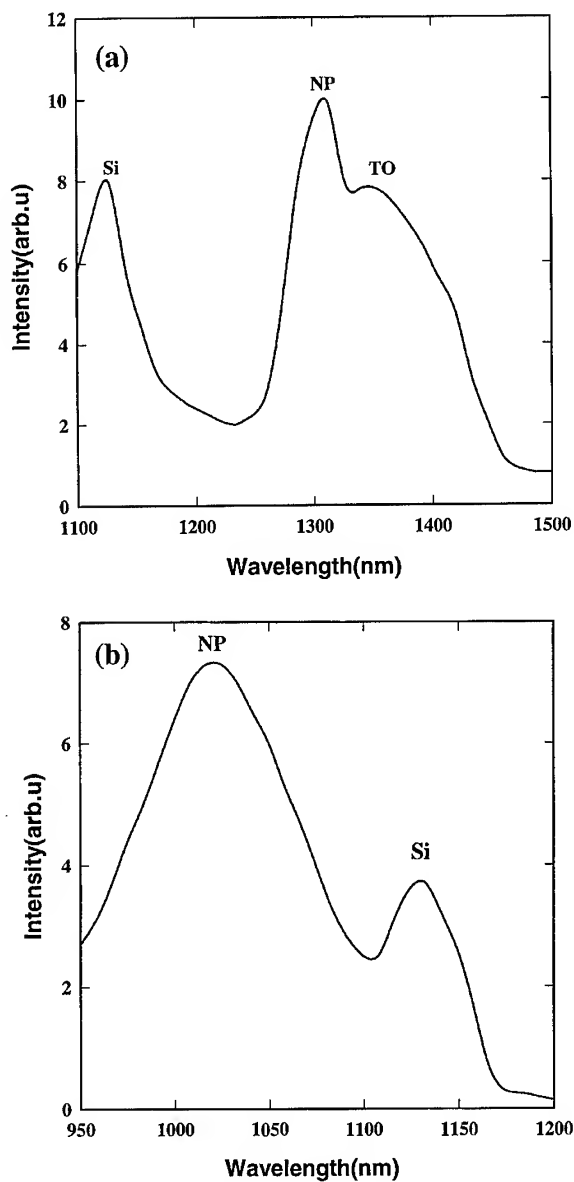 (a)
12
10
8
6
4
2
0
Si
NP
TO
Intensity(arb.u)
1100 1200 1300 1400 1500
Wavelength(nm)
(b)
8
6
4
2
0
NP
Si
Intensity(arb.u)
950 1000 1050 1100 1150 1200
Wavelength(nm)